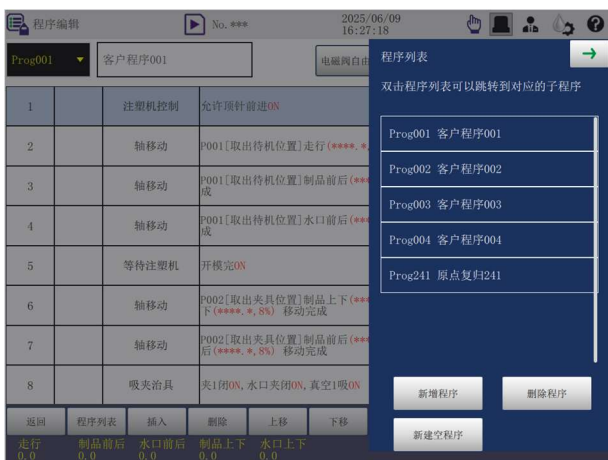 程序编辑
No. ***
2025/06/09
16:27:18
Prog001
客户程序001
电磁阀自由
1 注塑机控制 允许顶针前进ON
2 轴移动 P001[取出待机位置]走行(****.*,
3 轴移动 P001[取出待机位置]制品前后(***
成
4 轴移动 P001[取出待机位置]水口前后(***
成
5 等待注塑机 开模完ON
6 轴移动 P002[取出夹具位置]制品上下(***
下(****.*,8%) 移动完成
7 轴移动 P002[取出夹具位置]制品前后(***
后(****.*,8%) 移动完成
8 吸夹治具 夹1闭ON,水口夹闭ON,真空1吸ON
返回 程序列表 插入 删除 上移 下移
走行 制品前后 水口前后 制品上下 水口上下
0.0 0.0 0.0 0.0 0.0
程序列表
双击程序列表可以跳转到对应的子程序
Prog001 客户程序001
Prog002 客户程序002
Prog003 客户程序003
Prog004 客户程序004
Prog241 原点复归241
新增程序 删除程序
新建空程序